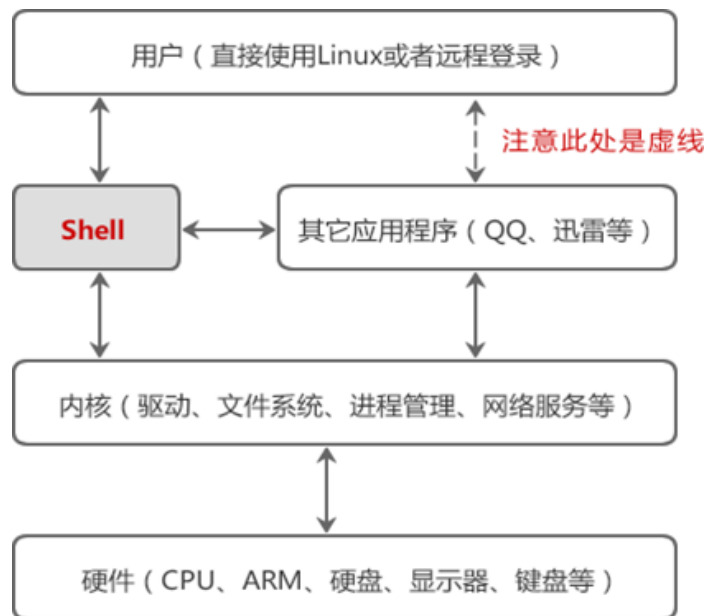 用户（直接使用Linux或者远程登录）
注意此处是虚线
Shell
其它应用程序（QQ、迅雷等）
内核（驱动、文件系统、进程管理、网络服务等）
硬件（CPU、ARM、硬盘、显示器、键盘等）